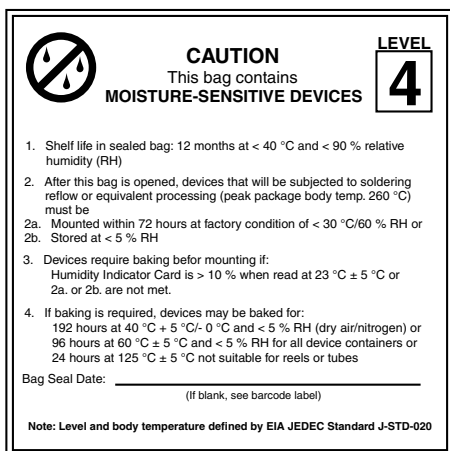 CAUTION
This bag contains
MOISTURE-SENSITIVE DEVICES
LEVEL
4
1. Shelf life in sealed bag: 12 months at < 40 °C and < 90 % relative
humidity (RH)
2. After this bag is opened, devices that will be subjected to soldering
reflow or equivalent processing (peak package body temp. 260 °C)
must be
2a. Mounted within 72 hours at factory condition of < 30 °C/60 % RH or
2b. Stored at < 5 % RH
3. Devices require baking befor mounting if:
Humidity Indicator Card is > 10 % when read at 23 °C ± 5 °C or
2a. or 2b. are not met.
4. If baking is required, devices may be baked for:
192 hours at 40 °C + 5 °C/- 0 °C and < 5 % RH (dry air/nitrogen) or
96 hours at 60 °C ± 5 °C and < 5 % RH for all device containers or
24 hours at 125 °C ± 5 °C not suitable for reels or tubes
Bag Seal Date:
(If blank, see barcode label)
Note: Level and body temperature defined by EIA JEDEC Standard J-STD-020